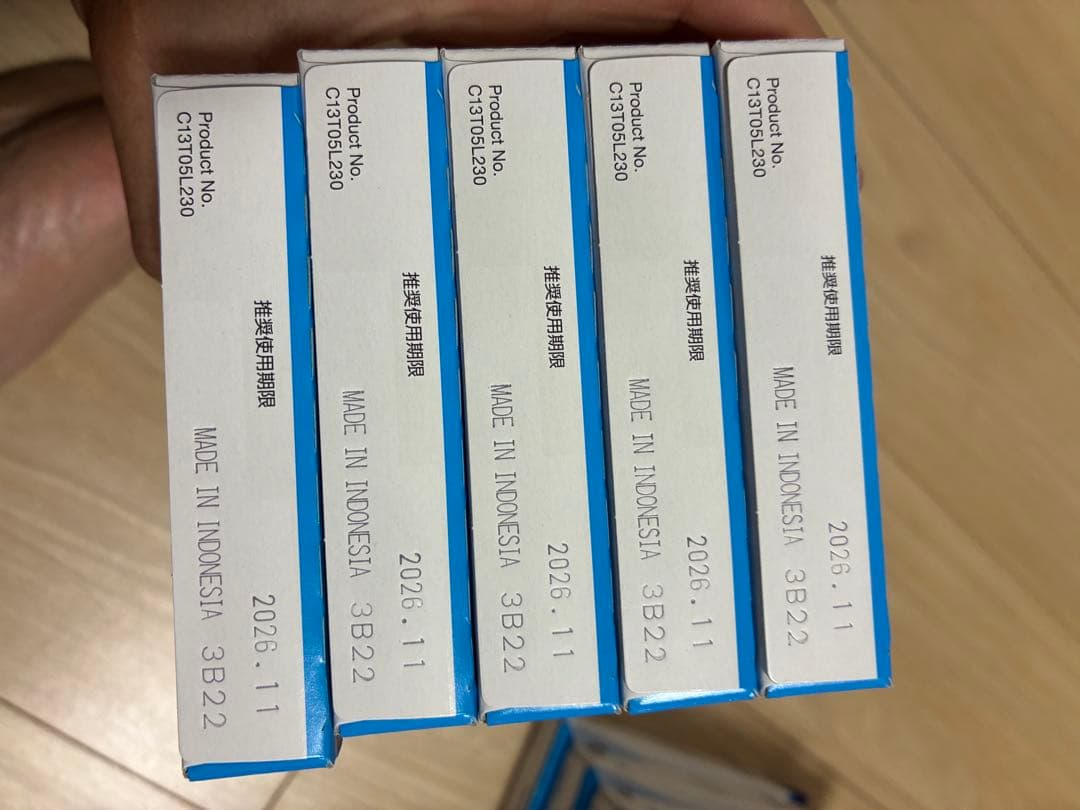 Product No.
C13T05L230
推奨使用期限
2026.11
MADE IN INDONESIA 3B22
Product No.
C13T05L230
推奨使用期限
2026.11
MADE IN INDONESIA 3B22
Product No.
C13T05L230
推奨使用期限
2026.11
MADE IN INDONESIA 3B22
Product No.
C13T05L230
推奨使用期限
2026.11
MADE IN INDONESIA 3B22
Product No.
C13T05L230
推奨使用期限
2026.11
MADE IN INDONESIA 3B22